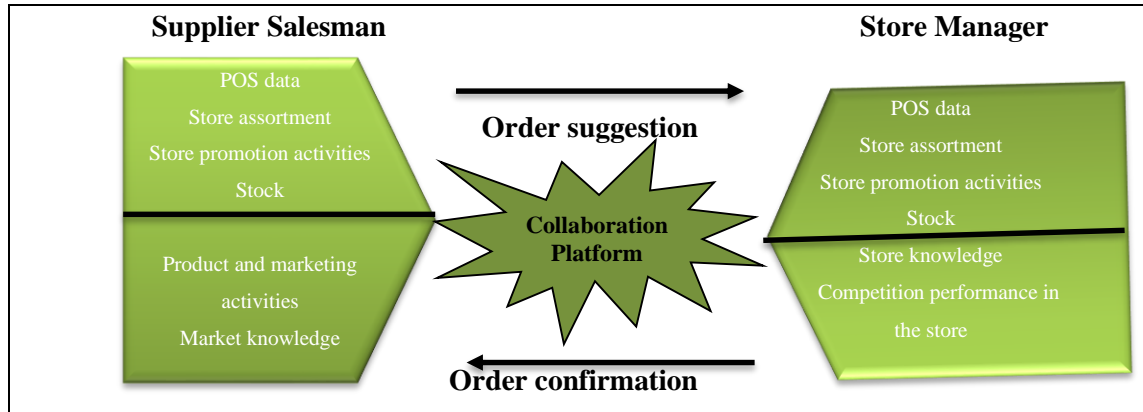 Supplier Salesman
Store Manager
POS data
Store assortment
Store promotion activities
Stock
Product and marketing
activities
Market knowledge
Order suggestion
Collaboration
Platform
Order confirmation
POS data
Store assortment
Store promotion activities
Stock
Store knowledge
Competition performance in
the store